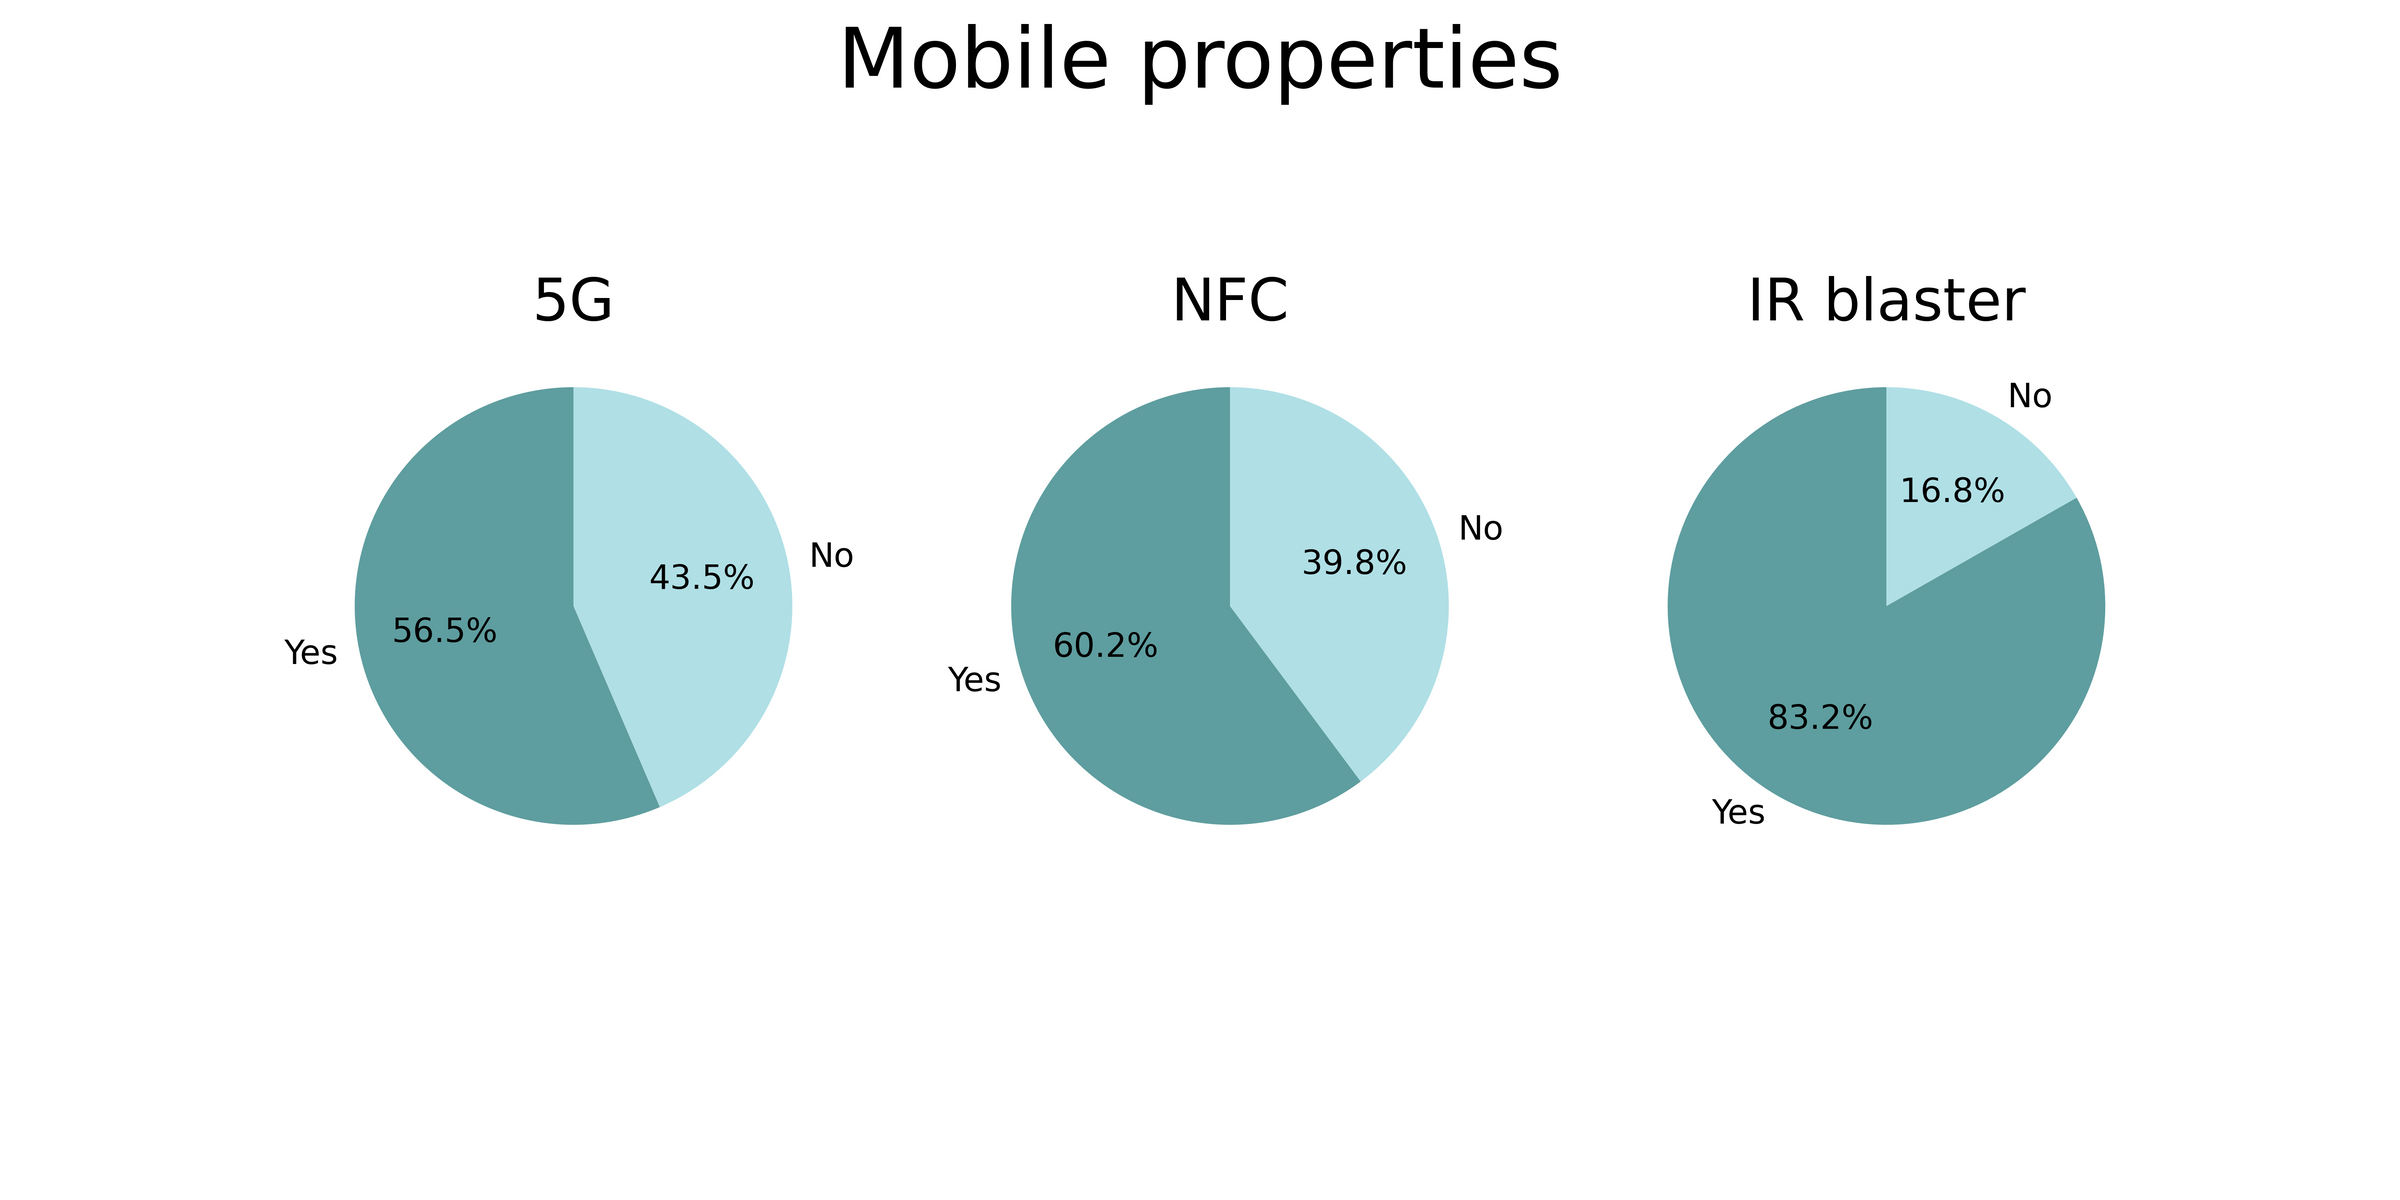 Mobile properties
5G
No
43.5%
56.5%
Yes
NFC
No
39.8%
60.2%
Yes
IR blaster
No
16.8%
83.2%
Yes